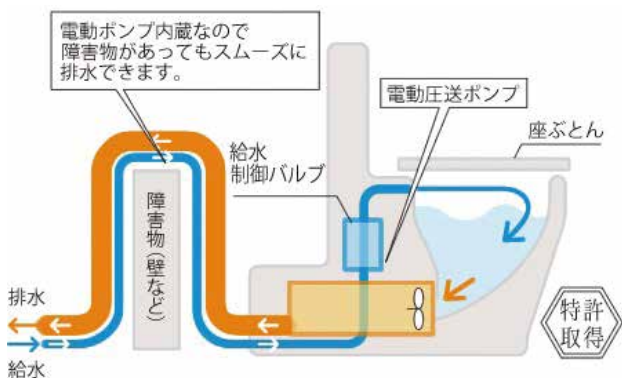 電動ポンプ内蔵なので
障害物があってもスムーズに
排水できます。
電動圧送ポンプ
座ぶとん
給水
制御バルブ
障害物(壁など)
排水
給水
特許
取得